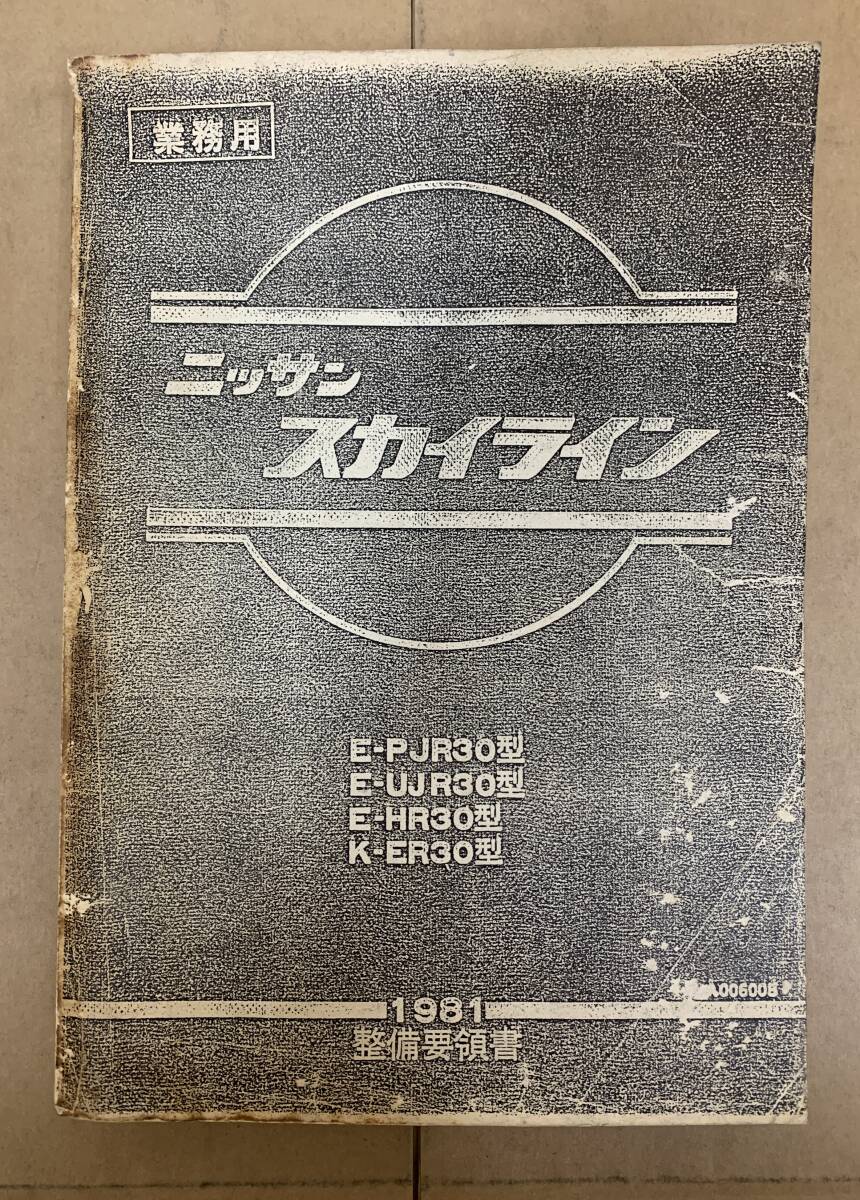 業務用
ニッサン
スカイライン
E-PJR30型
E-UJR30型
E-HR30型
K-ER30型
A006008
1981
整備要領書